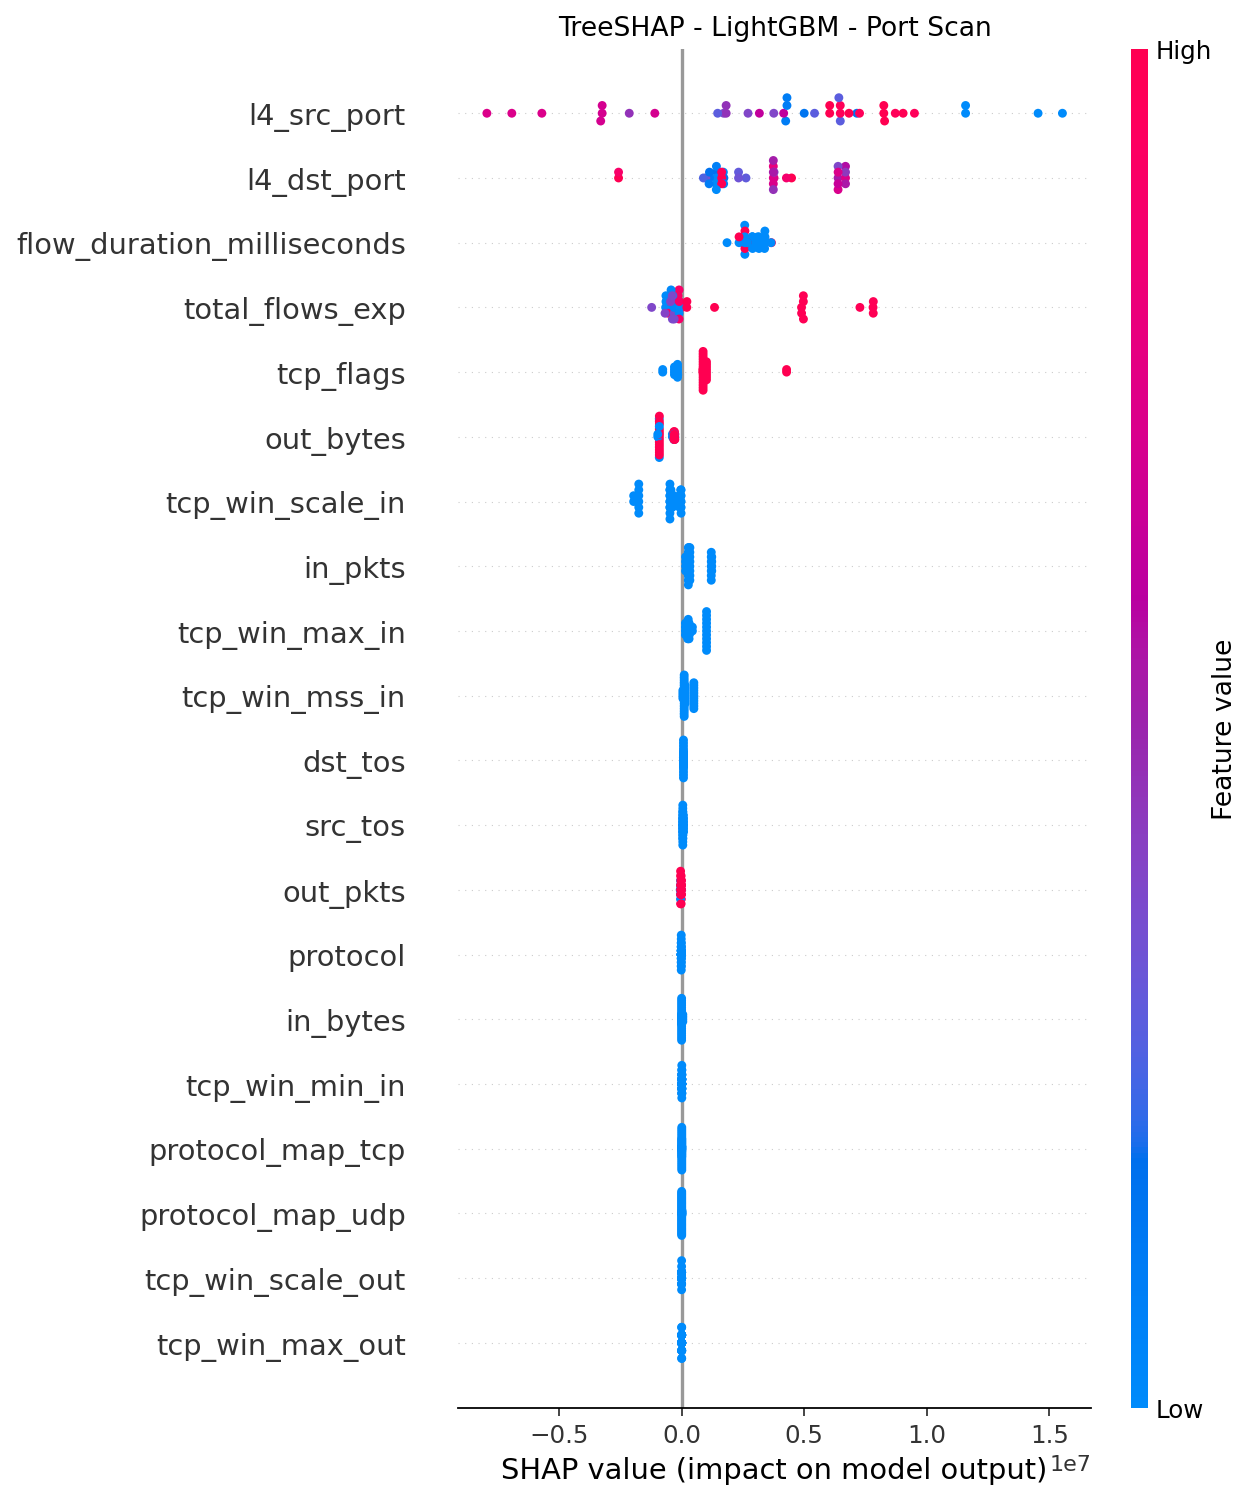 TreeSHAP - LightGBM - Port Scan
High
l4_src_port
l4_dst_port
flow_duration_milliseconds
total_flows_exp
tcp_flags
out_bytes
tcp_win_scale_in
in_pkts
tcp_win_max_in
tcp_win_mss_in
dst_tos
src_tos
out_pkts
protocol
in_bytes
tcp_win_min_in
protocol_map_tcp
protocol_map_udp
tcp_win_scale_out
tcp_win_max_out
Feature value
Low
−0.5 0.0 0.5 1.0 1.5
1e7
SHAP value (impact on model output)